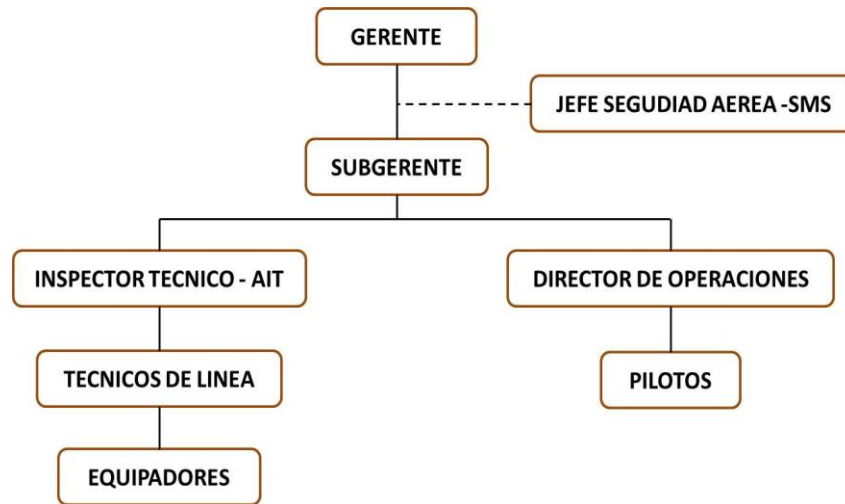 GERENTE
JEFE SEGUDIAD AEREA -SMS
SUBGERENTE
INSPECTOR TECNICO - AIT
DIRECTOR DE OPERACIONES
TECNICOS DE LINEA
PILOTOS
EQUIPADORES